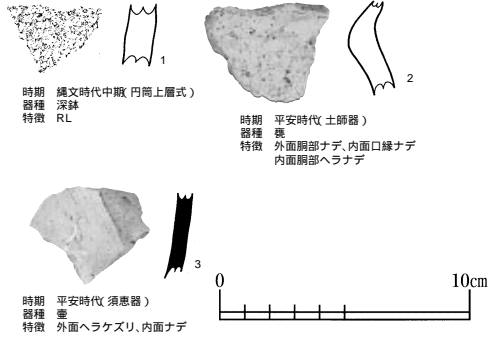 1
時期 縄文時代中期(円筒上層式)
器種 深鉢
特徴 RL
2
時期 平安時代(土師器)
器種 甕
特徴 外面胴部ナデ、内面口縁ナデ
内面胴部ヘラナデ
3
時期 平安時代(須恵器)
器種 壷
特徴 外面ヘラケズリ、内面ナデ
0 10cm